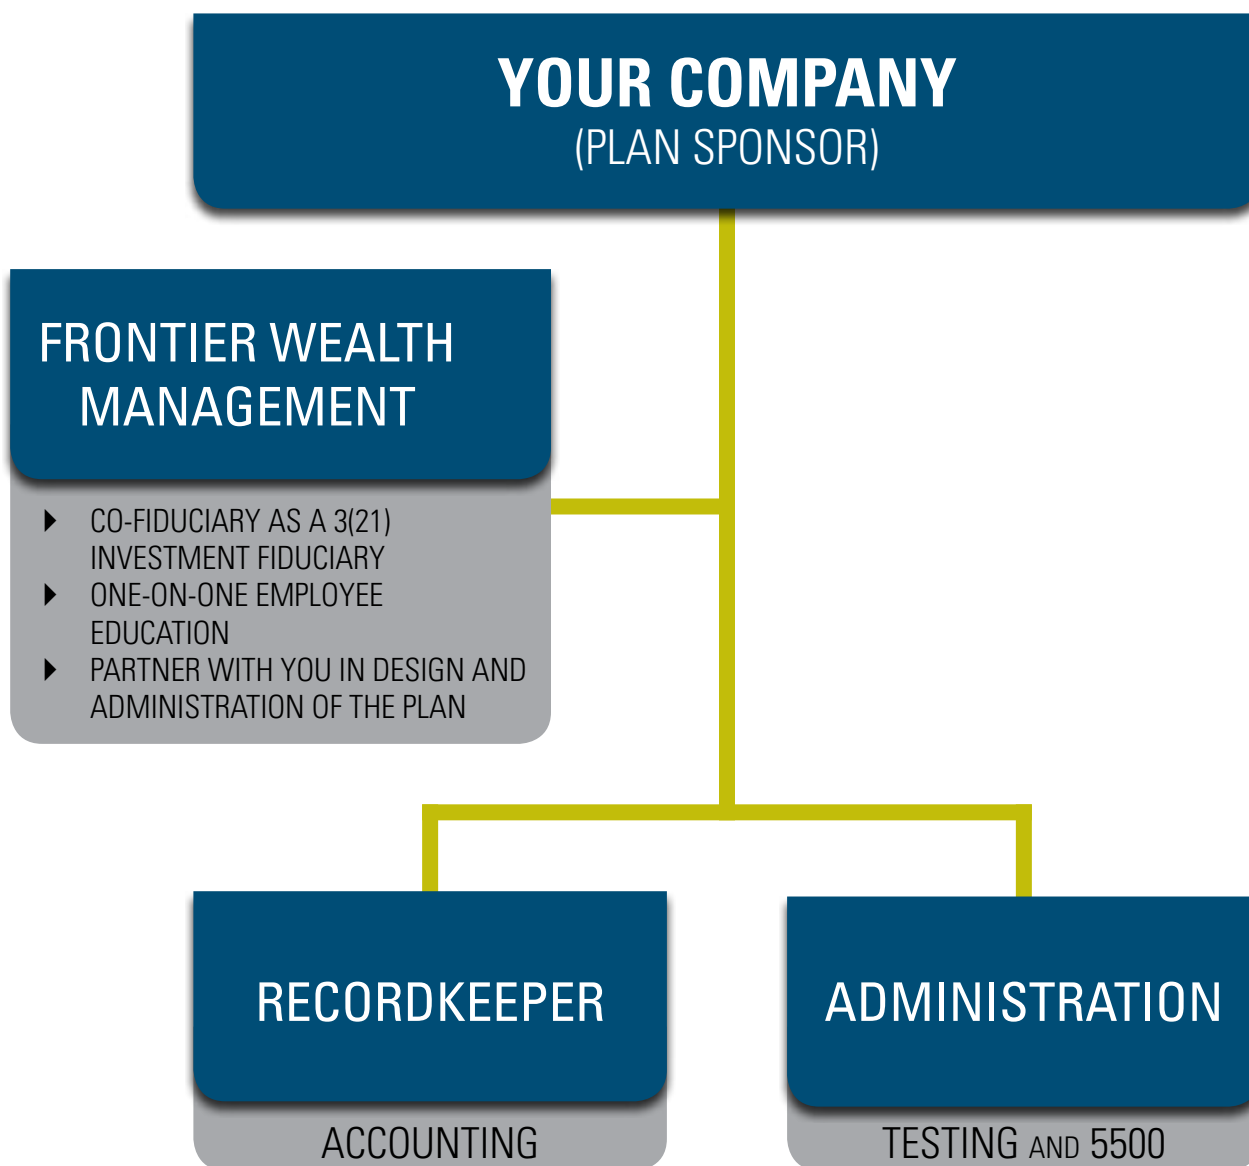 YOUR COMPANY
(PLAN SPONSOR)
FRONTIER WEALTH
MANAGEMENT
CO-FIDUCIARY AS A 3(21)
INVESTMENT FIDUCIARY
ONE-ON-ONE EMPLOYEE
EDUCATION
PARTNER WITH YOU IN DESIGN AND
ADMINISTRATION OF THE PLAN
RECORDKEEPER
ACCOUNTING
ADMINISTRATION
TESTING AND 5500